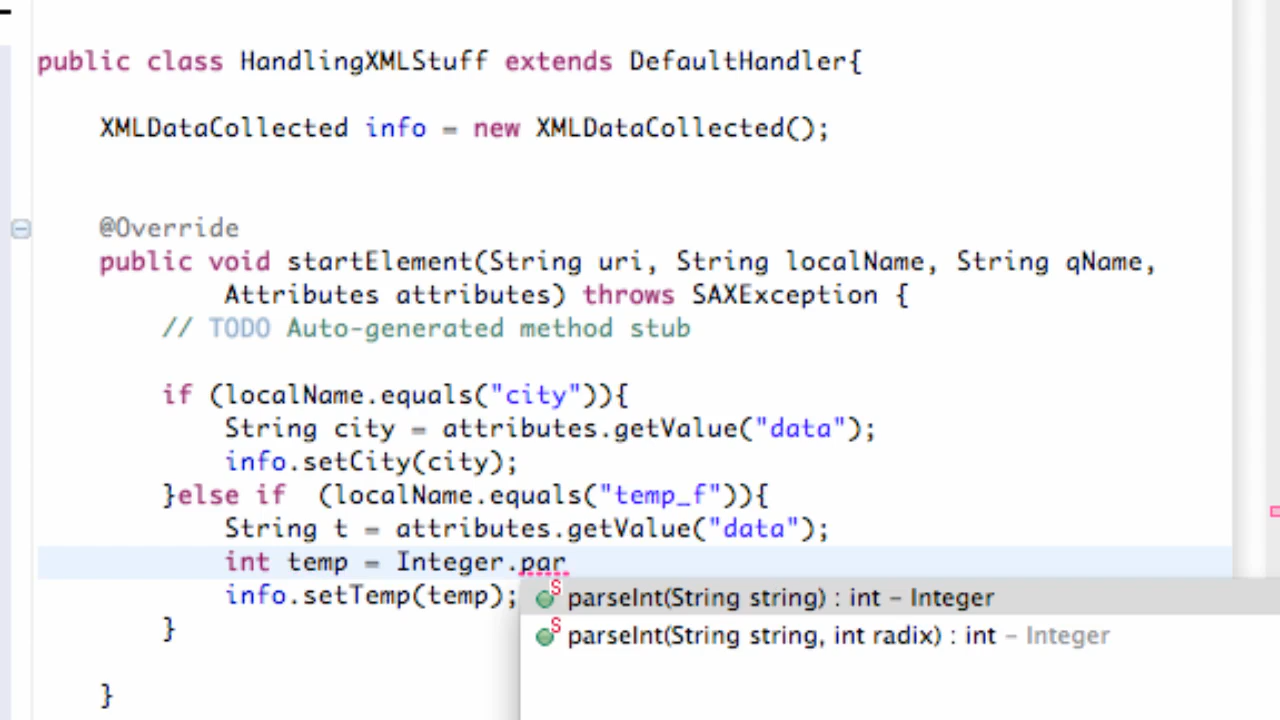 public class HandlingXMLStuff extends DefaultHandler{
XMLDataCollected info = new XMLDataCollected();
@Override
public void startElement(String uri, String localName, String qName,
Attributes attributes) throws SAXException {
// TODO Auto-generated method stub
if (localName.equals("city")){
String city = attributes.getValue("data");
info.setCity(city);
}else if  (localName.equals("temp_f")){
String t = attributes.getValue("data");
int temp = Integer.par
info.setTemp(temp);
S parseInt(String string) : int – Integer
S parseInt(String string, int radix) : int – Integer
}
}